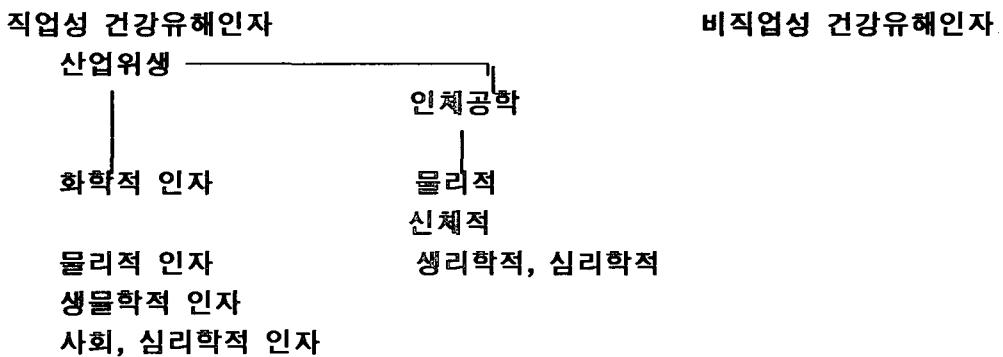 직업성 건강유해인자 비직업성 건강유해인자
산업위생
인체공학
화학적 인자 물리적
신체적
물리적 인자 생리학적, 심리학적
생물학적 인자
사회, 심리학적 인자